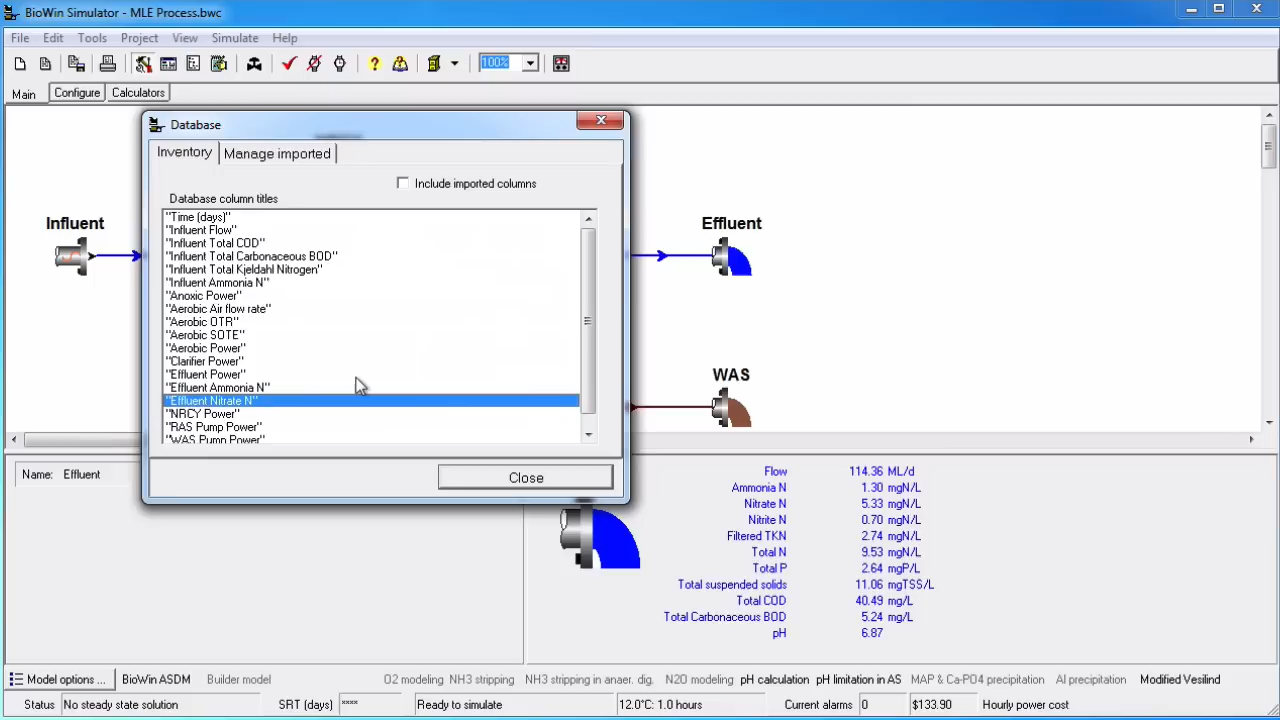 BioWin Simulator - MLE Process.bwc
File Edit Tools Project View Simulate Help
100%
Main Configure Calculators
Database
Inventory Manage imported
Include imported columns
Database column titles
"Time (days)"
"Influent Flow"
"Influent Total COD"
"Influent Total Carbonaceous BOD"
"Influent Total Kjeldahl Nitrogen"
"Influent Ammonia N"
"Anoxic Power"
"Aerobic Air flow rate"
"Aerobic OTR"
"Aerobic SOTE"
"Aerobic Power"
"Clarifier Power"
"Effluent Power"
"Effluent Ammonia N"
"Effluent Nitrate N"
"NRCY Power"
"RAS Pump Power"
"WAS Pump Power"
Close
Influent
Effluent
WAS
Name: Effluent
Flow 114.36 ML/d
Ammonia N 1.30 mgN/L
Nitrate N 5.33 mgN/L
Nitrite N 0.70 mgN/L
Filtered TKN 2.74 mgN/L
Total N 9.53 mgN/L
Total P 2.64 mgP/L
Total suspended solids 11.06 mgTSS/L
Total COD 40.49 mg/L
Total Carbonaceous BOD 5.24 mg/L
pH 6.87
Model options ... BioWin ASDM Builder model O2 modeling NH3 stripping NH3 stripping in anaer. dig. N2O modeling pH calculation pH limitation in AS MAP & Ca-PO4 precipitation Al precipitation Modified Vesilind
Status No steady state solution SRT (days) **** Ready to simulate 12.0°C: 1.0 hours Current alarms 0 $133.90 Hourly power cost